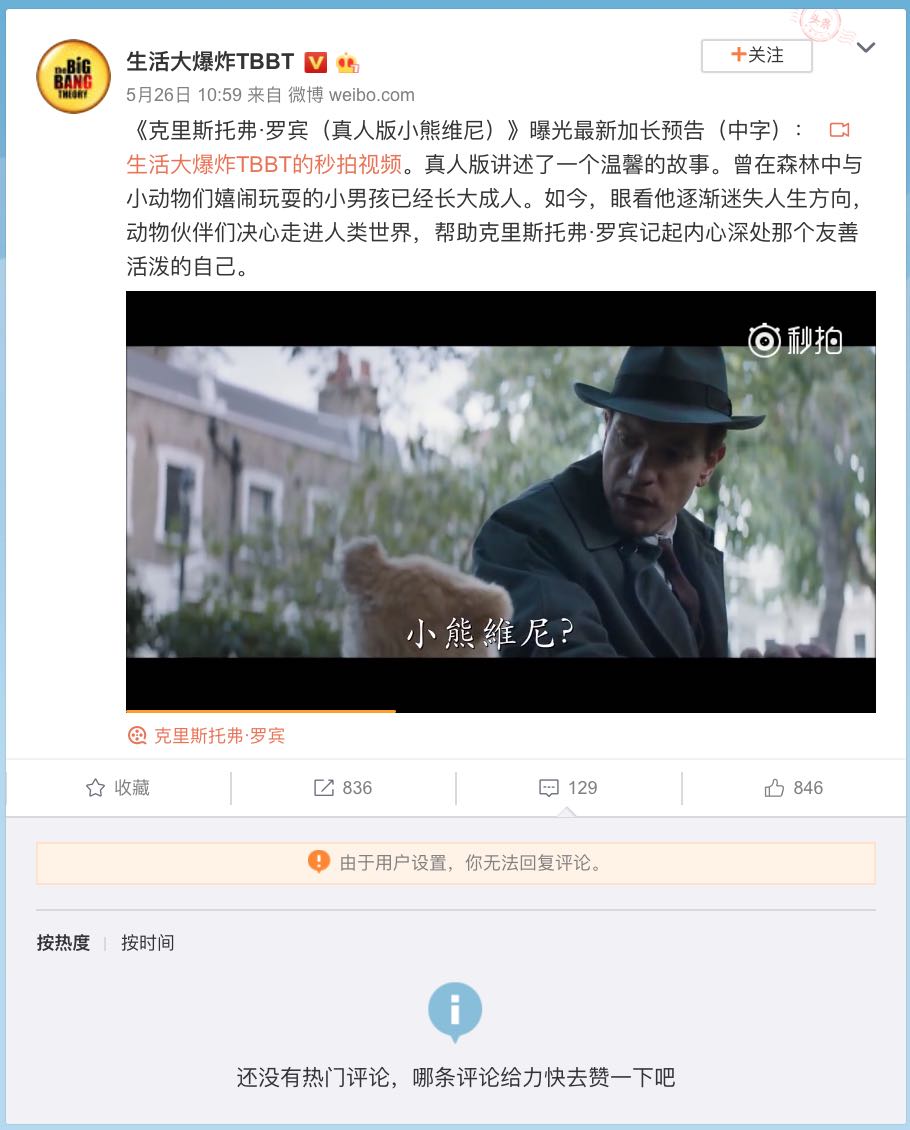 头条
the BiG
BANG
THEORY
生活大爆炸TBBT V
+关注
5月26日 10:59 来自 微博 weibo.com
《克里斯托弗·罗宾（真人版小熊维尼）》曝光最新加长预告（中字）：
生活大爆炸TBBT的秒拍视频。真人版讲述了一个温馨的故事。曾在森林中与
小动物们嬉闹玩耍的小男孩已经长大成人。如今，眼看他逐渐迷失人生方向，
动物伙伴们决心走进人类世界，帮助克里斯托弗·罗宾记起内心深处那个友善
活泼的自己。
秒拍
小熊維尼?
克里斯托弗·罗宾
收藏 836 129 846
由于用户设置，你无法回复评论。
按热度 | 按时间
还没有热门评论，哪条评论给力快去赞一下吧